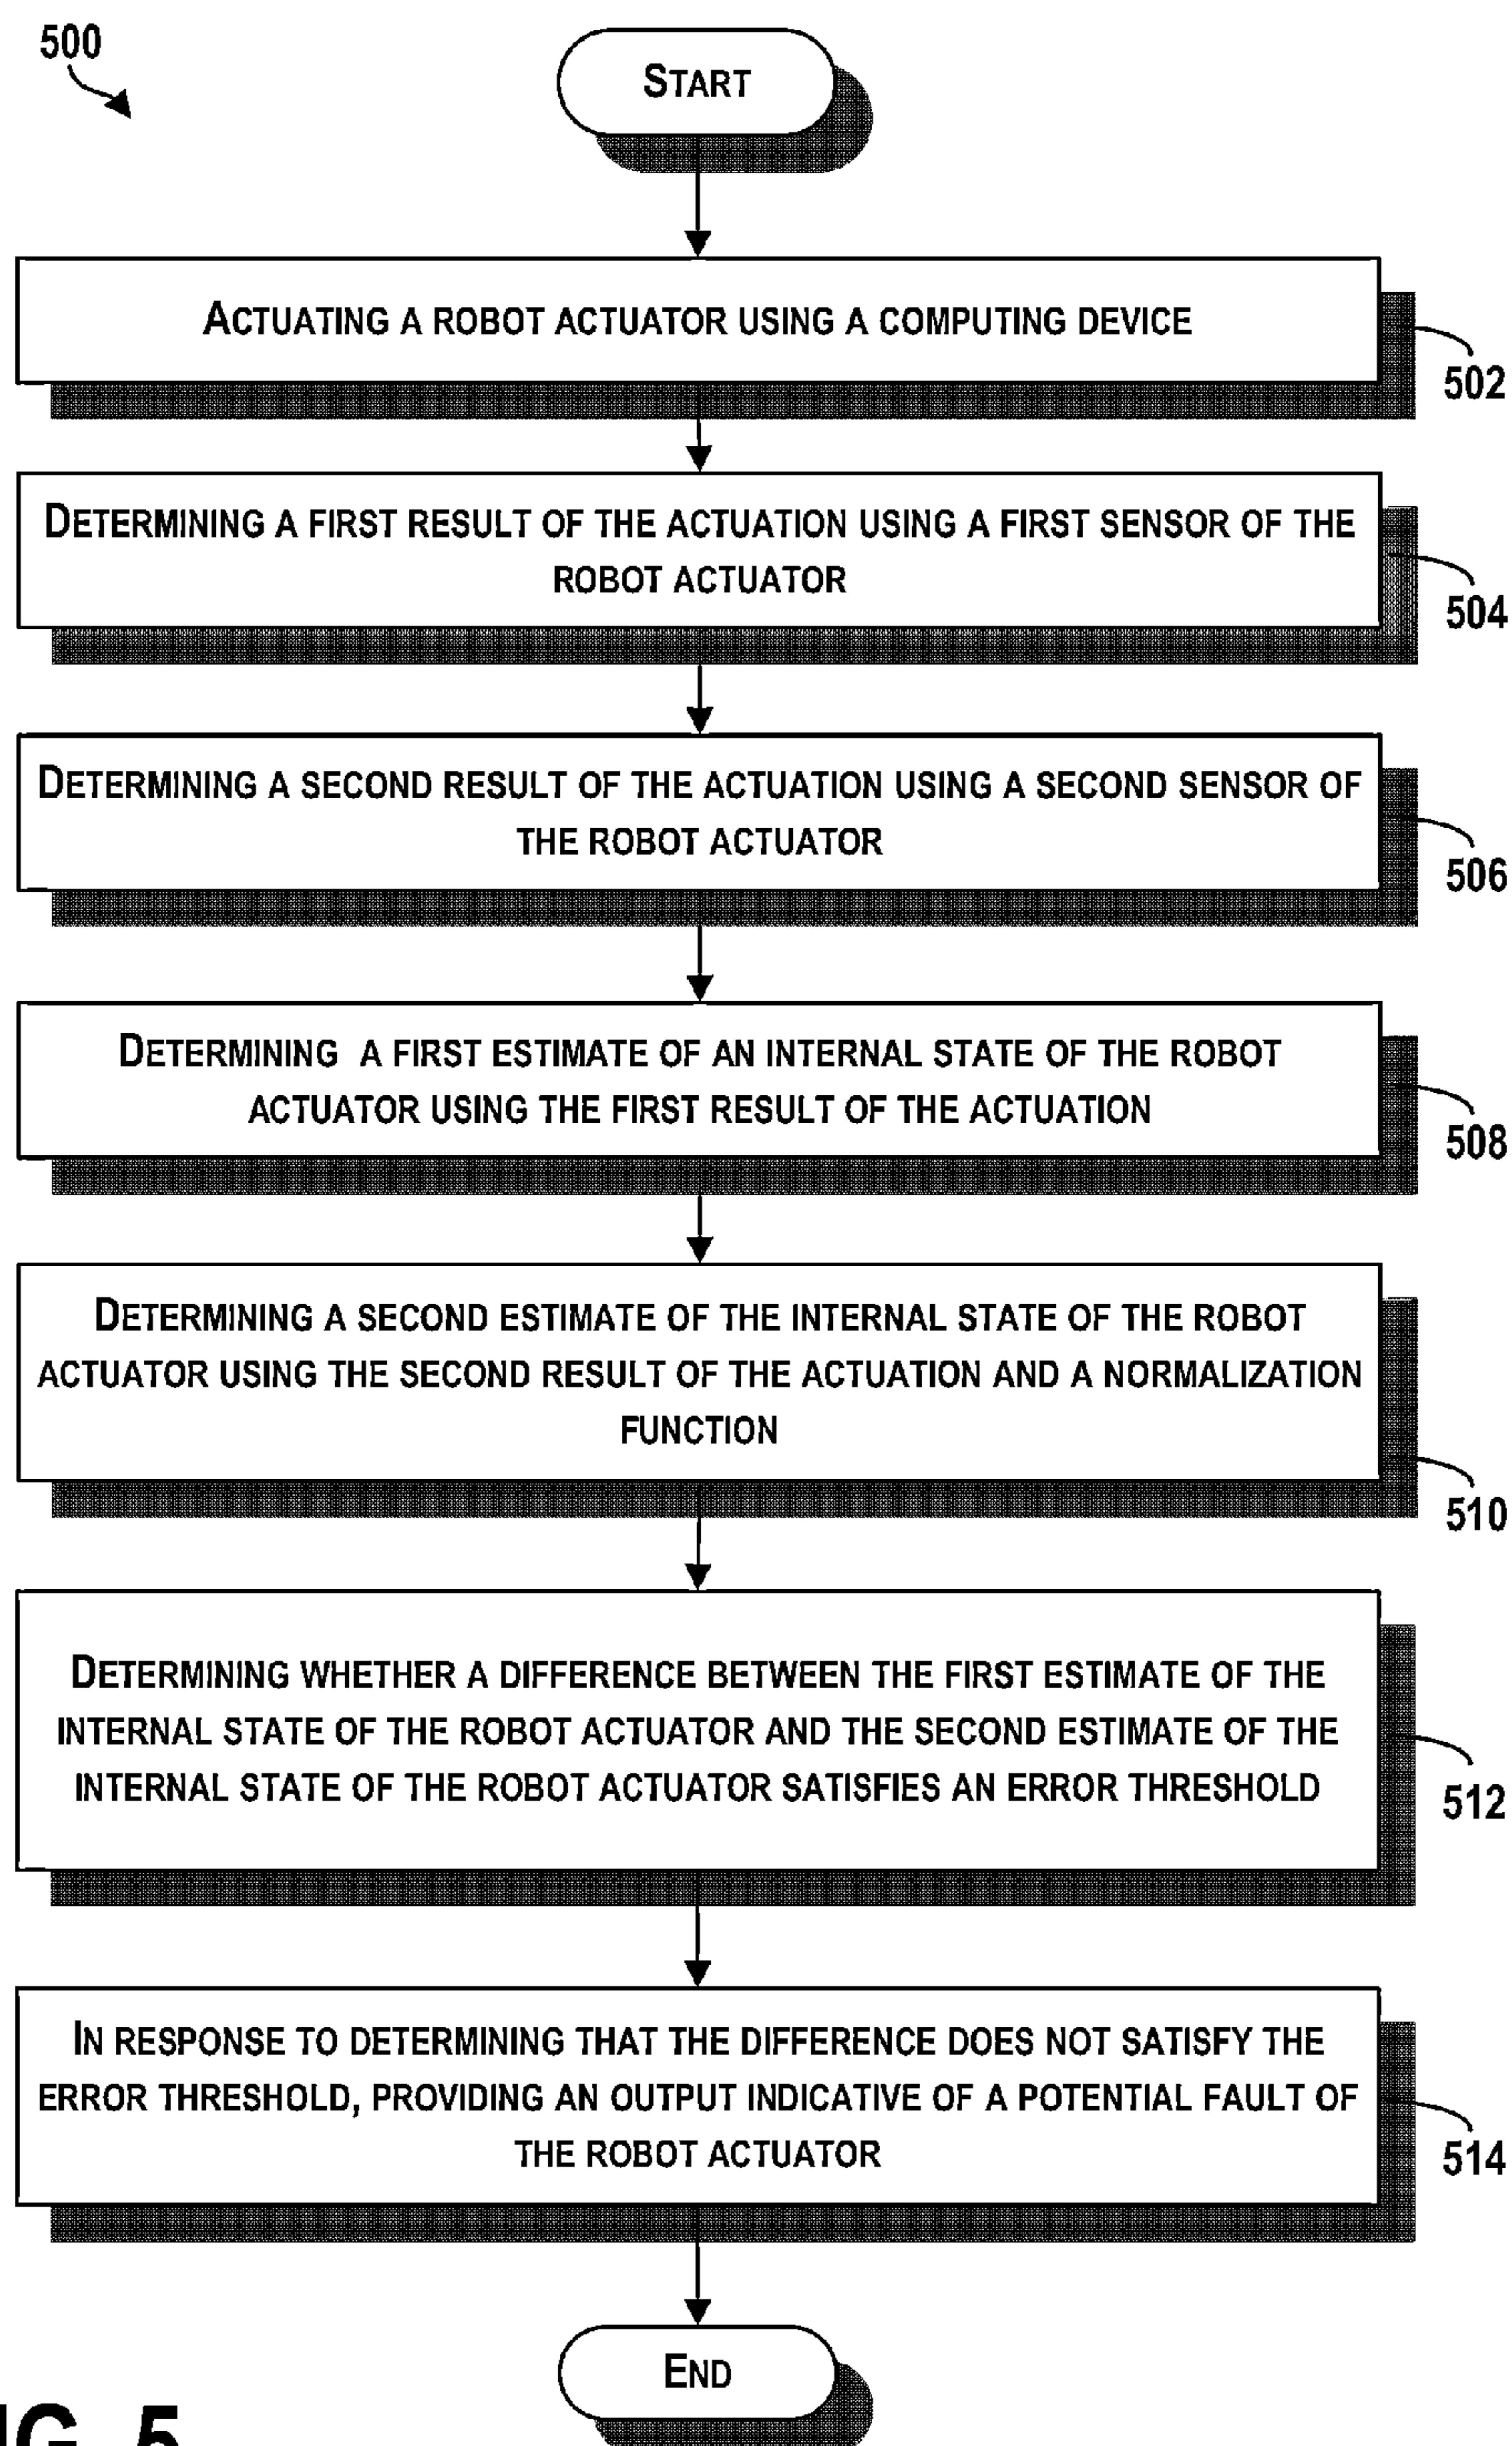 500
START
ACTUATING A ROBOT ACTUATOR USING A COMPUTING DEVICE
502
DETERMINING A FIRST RESULT OF THE ACTUATION USING A FIRST SENSOR OF THE
ROBOT ACTUATOR
504
DETERMINING A SECOND RESULT OF THE ACTUATION USING A SECOND SENSOR OF
THE ROBOT ACTUATOR
506
DETERMINING A FIRST ESTIMATE OF AN INTERNAL STATE OF THE ROBOT
ACTUATOR USING THE FIRST RESULT OF THE ACTUATION
508
DETERMINING A SECOND ESTIMATE OF THE INTERNAL STATE OF THE ROBOT
ACTUATOR USING THE SECOND RESULT OF THE ACTUATION AND A NORMALIZATION
FUNCTION
510
DETERMINING WHETHER A DIFFERENCE BETWEEN THE FIRST ESTIMATE OF THE
INTERNAL STATE OF THE ROBOT ACTUATOR AND THE SECOND ESTIMATE OF THE
INTERNAL STATE OF THE ROBOT ACTUATOR SATISFIES AN ERROR THRESHOLD
512
IN RESPONSE TO DETERMINING THAT THE DIFFERENCE DOES NOT SATISFY THE
ERROR THRESHOLD, PROVIDING AN OUTPUT INDICATIVE OF A POTENTIAL FAULT OF
THE ROBOT ACTUATOR
514
END
5